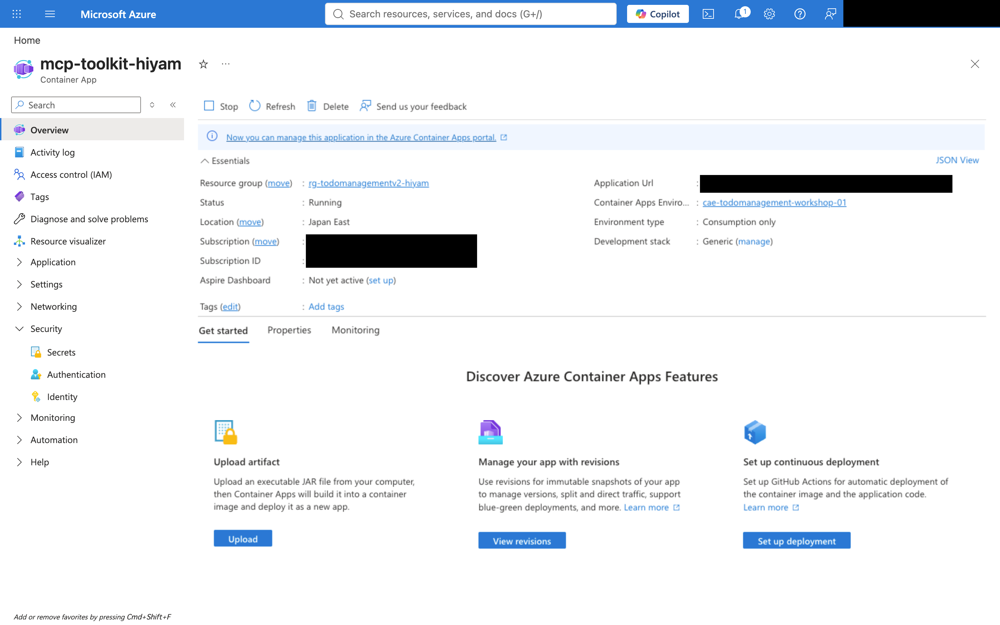 Microsoft Azure
Search resources, services, and docs (G+/)
Copilot
1
Home
mcp-toolkit-hiyam
Container App
Search
Overview
Activity log
Access control (IAM)
Tags
Diagnose and solve problems
Resource visualizer
Application
Settings
Networking
Security
Secrets
Authentication
Identity
Monitoring
Automation
Help
Add or remove favorites by pressing Cmd+Shift+F
Stop Refresh Delete Send us your feedback
Now you can manage this application in the Azure Container Apps portal.
Essentials
JSON View
Resource group (move) : rg-todomanagementv2-hiyam
Status : Running
Location (move) : Japan East
Subscription (move) :
Subscription ID :
Aspire Dashboard : Not yet active (set up)
Tags (edit) : Add tags
Application Url :
Container Apps Enviro... : cae-todomanagement-workshop-01
Environment type : Consumption only
Development stack : Generic (manage)
Get started Properties Monitoring
Discover Azure Container Apps Features
Upload artifact
Upload an executable JAR file from your computer,
then Container Apps will build it into a container
image and deploy it as a new app.
Upload
Manage your app with revisions
Use revisions for immutable snapshots of your app
to manage versions, split and direct traffic, support
blue-green deployments, and more. Learn more
View revisions
Set up continuous deployment
Set up GitHub Actions for automatic deployment of
the container image and the application code.
Learn more
Set up deployment